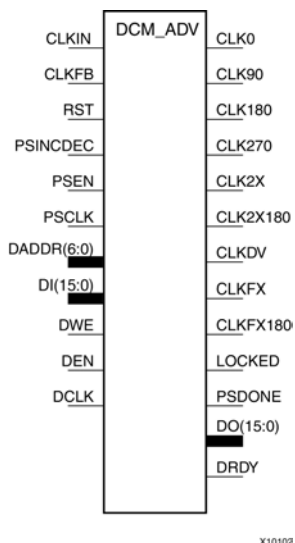 DCM_ADV
CLKIN
CLKFB
RST
PSINCDEC
PSEN
PSCLK
DADDR(6:0)
DI(15:0)
DWE
DEN
DCLK
CLK0
CLK90
CLK180
CLK270
CLK2X
CLK2X180
CLKDV
CLKFX
CLKFX180
LOCKED
PSDONE
DO(15:0)
DRDY
X10102